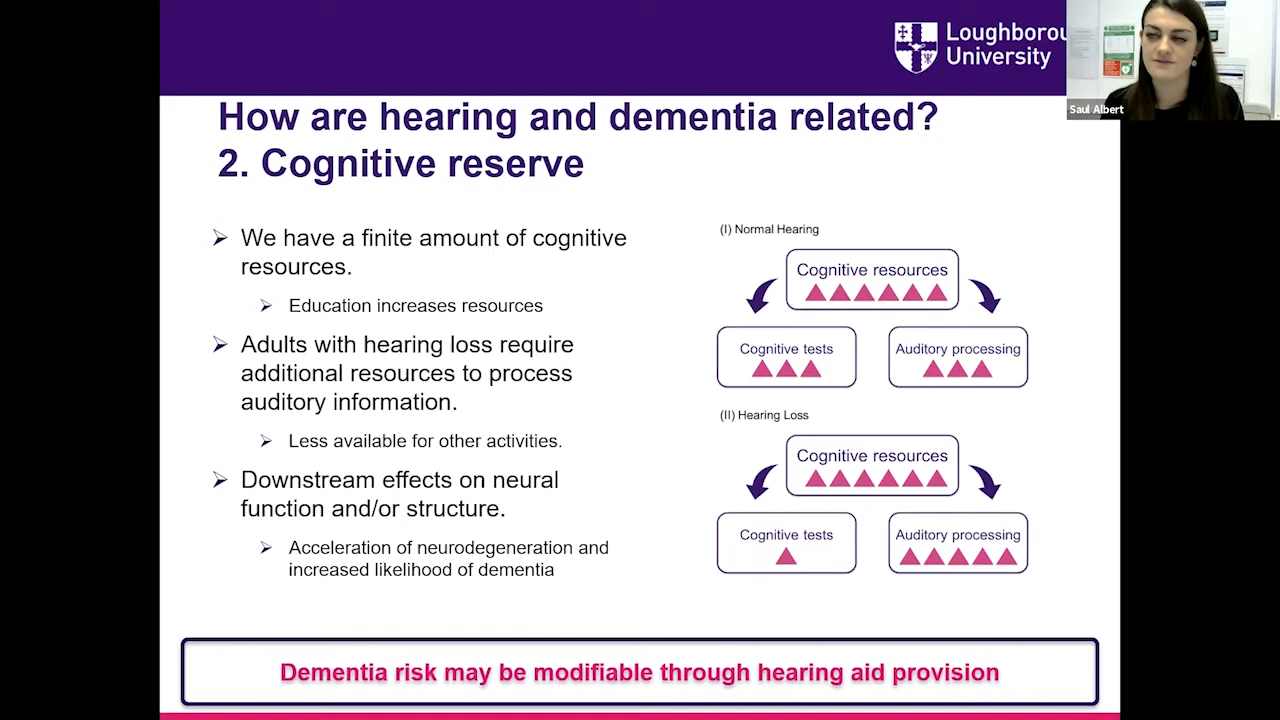 Loughborou
University
Saul Albert
How are hearing and dementia related?
2. Cognitive reserve
We have a finite amount of cognitive
resources.
Education increases resources
Adults with hearing loss require
additional resources to process
auditory information.
Less available for other activities.
Downstream effects on neural
function and/or structure.
Acceleration of neurodegeneration and
increased likelihood of dementia
(I) Normal Hearing
Cognitive resources
Cognitive tests
Auditory processing
(II) Hearing Loss
Cognitive resources
Cognitive tests
Auditory processing
Dementia risk may be modifiable through hearing aid provision